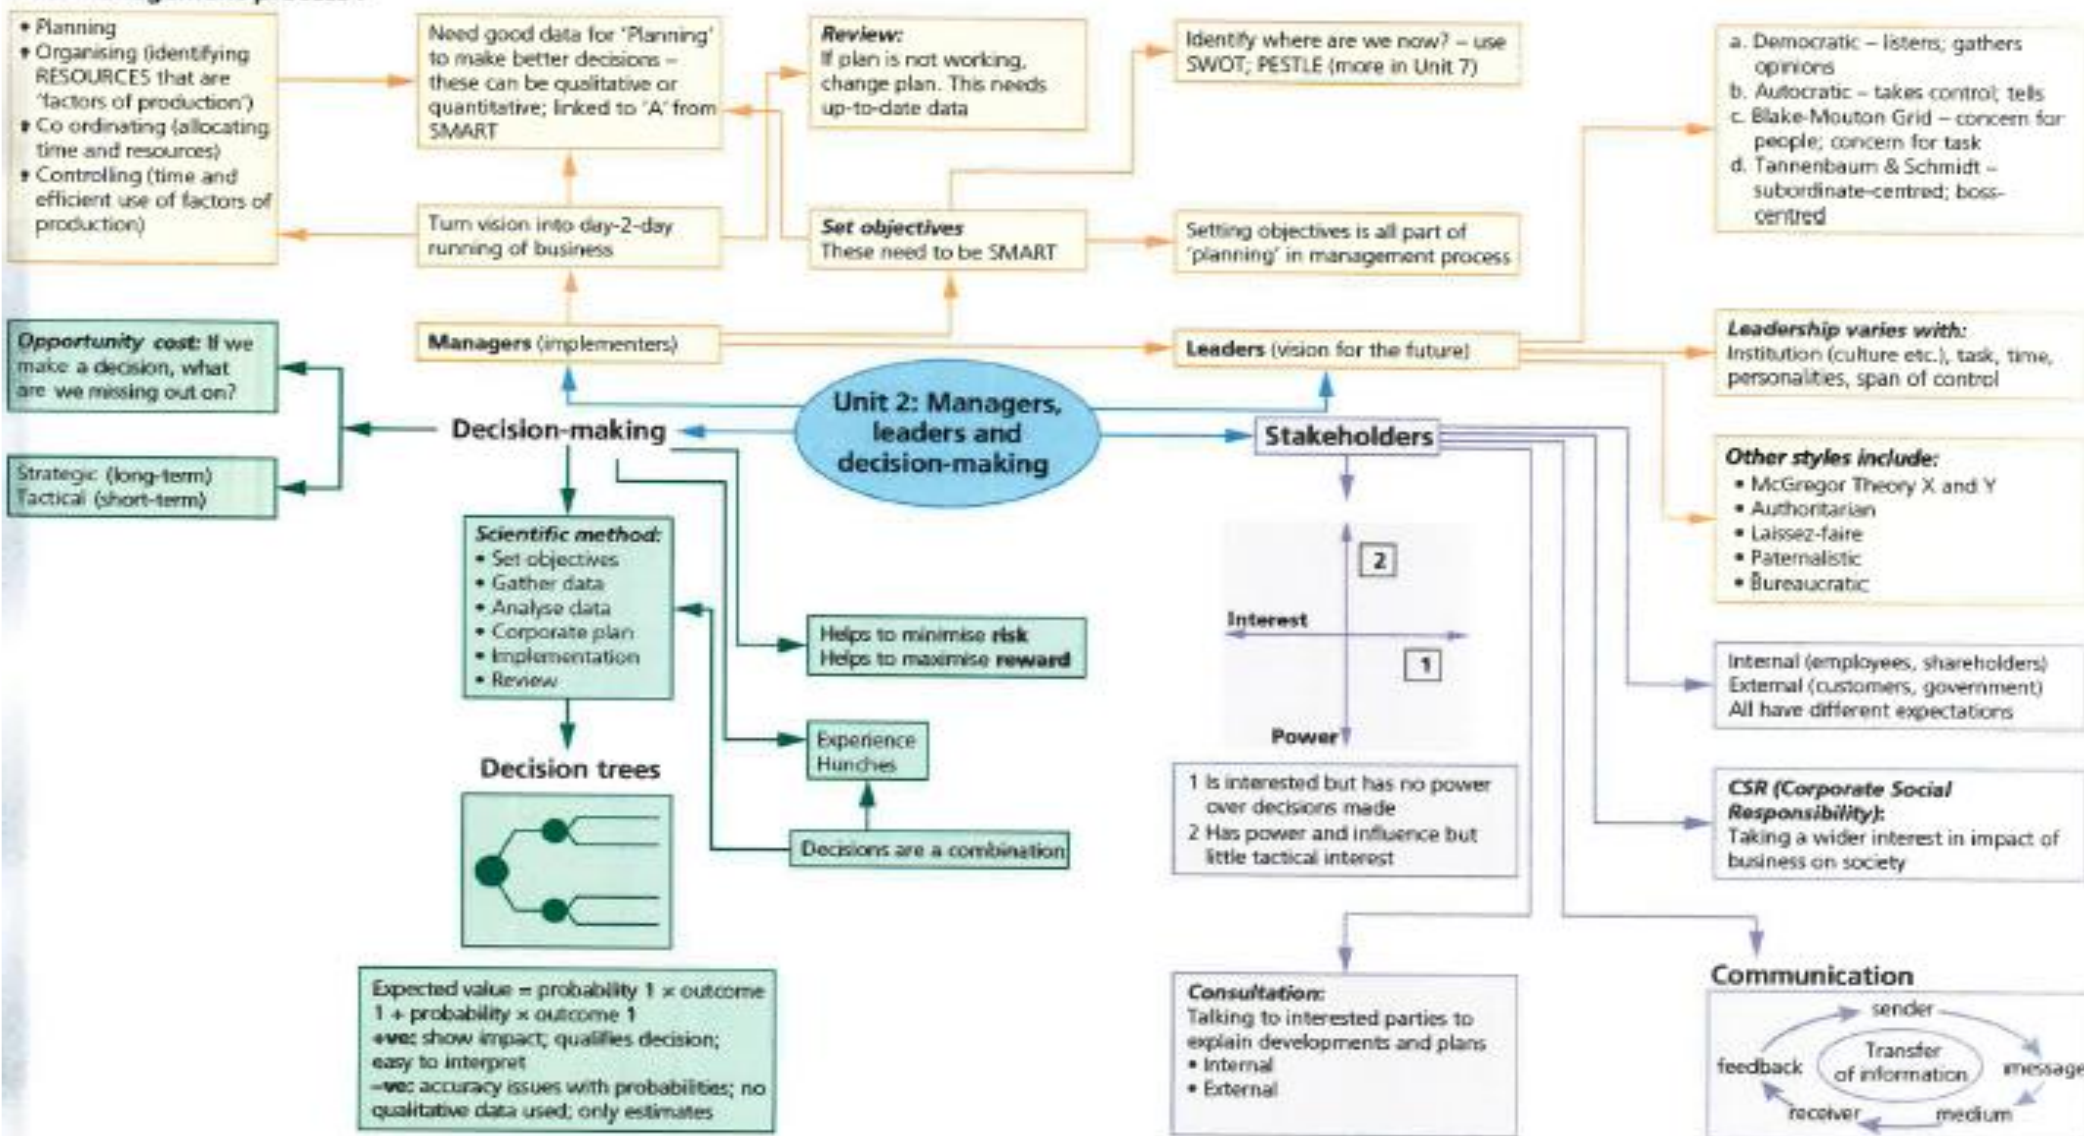 • Planning
• Organising (identifying
RESOURCES that are
'factors of production')
• Co ordinating (allocating
time and resources)
• Controlling (time and
efficient use of factors of
production)
Need good data for 'Planning'
to make better decisions –
these can be qualitative or
quantitative; linked to 'A' from
SMART
Review:
If plan is not working,
change plan. This needs
up-to-date data
Identify where are we now? – use
SWOT; PESTLE (more in Unit 7)
a. Democratic – listens; gathers
opinions
b. Autocratic – takes control; tells
c. Blake-Mouton Grid – concern for
people; concern for task
d. Tannenbaum & Schmidt –
subordinate-centred; boss-
centred
Turn vision into day-2-day
running of business
Set objectives
These need to be SMART
Setting objectives is all part of
'planning' in management process
Managers (implementers)
Leaders (vision for the future)
Leadership varies with:
Institution (culture etc.), task, time,
personalities, span of control
Opportunity cost: If we
make a decision, what
are we missing out on?
Unit 2: Managers,
leaders and
decision-making
Decision-making
Stakeholders
Strategic (long-term)
Tactical (short-term)
Other styles include:
• McGregor Theory X and Y
• Authoritarian
• Laissez-faire
• Paternalistic
• Bureaucratic
Scientific method:
• Set objectives
• Gather data
• Analyse data
• Corporate plan
• Implementation
• Review
2
Interest
1
Power
Helps to minimise risk
Helps to maximise reward
Internal (employees, shareholders)
External (customers, government)
All have different expectations
Experience
Hunches
Decision trees
1 Is interested but has no power
over decisions made
2 Has power and influence but
little tactical interest
CSR (Corporate Social
Responsibility):
Taking a wider interest in impact of
business on society
Decisions are a combination
Expected value = probability 1 × outcome
1 + probability × outcome 1
+ve: show impact; qualifies decision;
easy to interpret
–ve: accuracy issues with probabilities; no
qualitative data used; only estimates
Consultation:
Talking to interested parties to
explain developments and plans
• Internal
• External
Communication
sender
feedback
Transfer
of information
message
receiver
medium